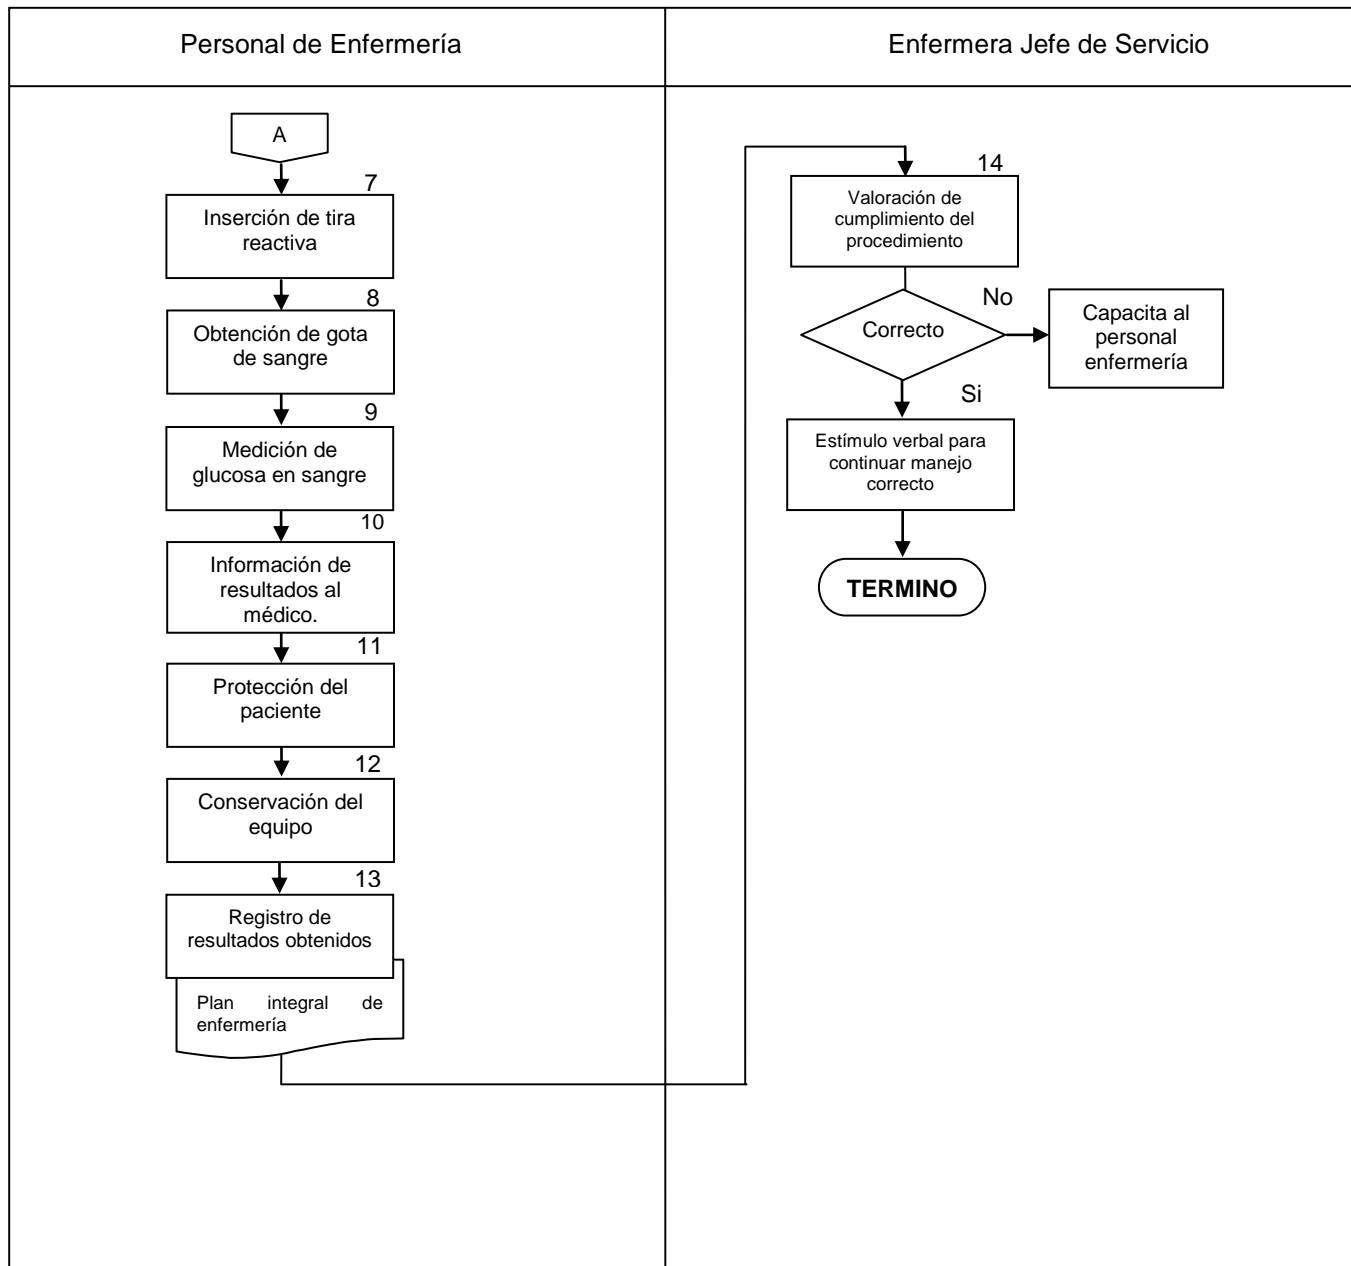 Personal de Enfermería
Enfermera Jefe de Servicio
A
7
Inserción de tira
reactiva
8
Obtención de gota
de sangre
9
Medición de
glucosa en sangre
10
Información de
resultados al
médico.
11
Protección del
paciente
12
Conservación del
equipo
13
Registro de
resultados obtenidos
Plan integral de
enfermería
14
Valoración de
cumplimiento del
procedimiento
Correcto
No
Capacita al
personal
enfermería
Si
Estímulo verbal para
continuar manejo
correcto
TERMINO